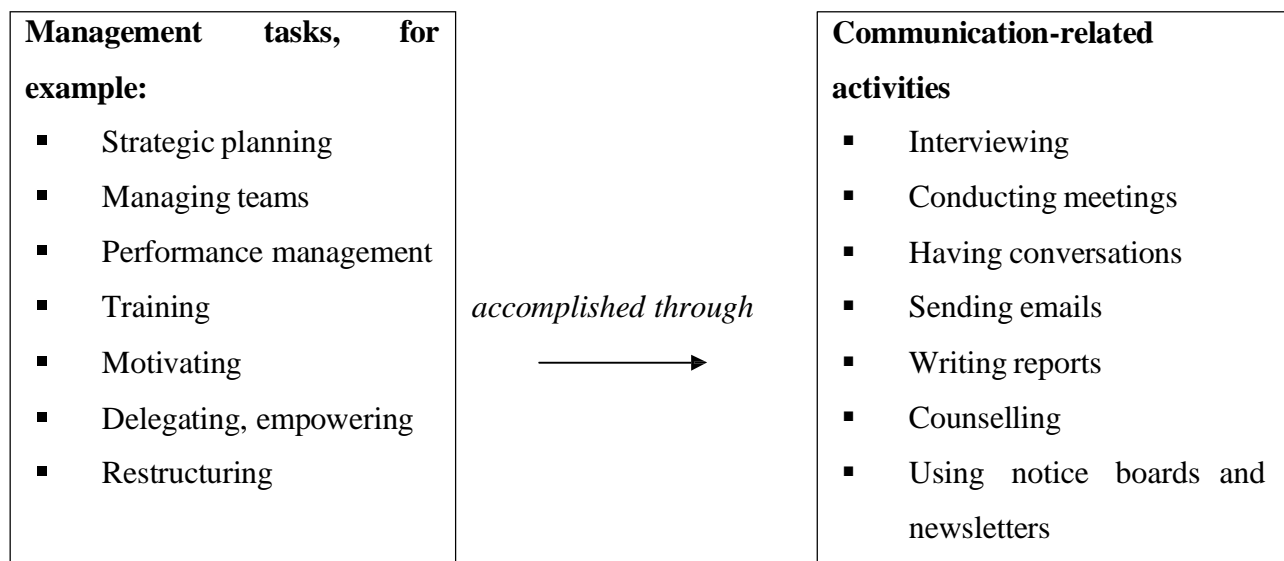 Management tasks, for
example:
▪ Strategic planning
▪ Managing teams
▪ Performance management
▪ Training
▪ Motivating
▪ Delegating, empowering
▪ Restructuring
accomplished through
Communication-related
activities
▪ Interviewing
▪ Conducting meetings
▪ Having conversations
▪ Sending emails
▪ Writing reports
▪ Counselling
▪ Using notice boards and
newsletters